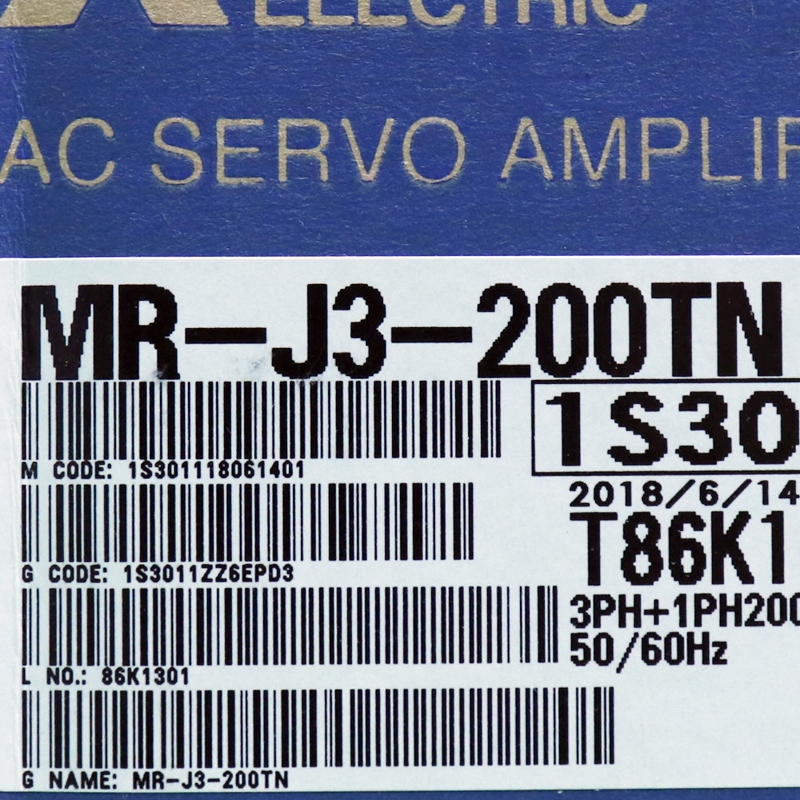 ELECTRIC
AC SERVO AMPLIF
MR-J3-200TN
1S30
M CODE: 1S301118061401
2018/6/14
T86K1
G CODE: 1S3011ZZ6EPD3
3PH+1PH200
50/60Hz
L NO.: 86K1301
G NAME: MR-J3-200TN